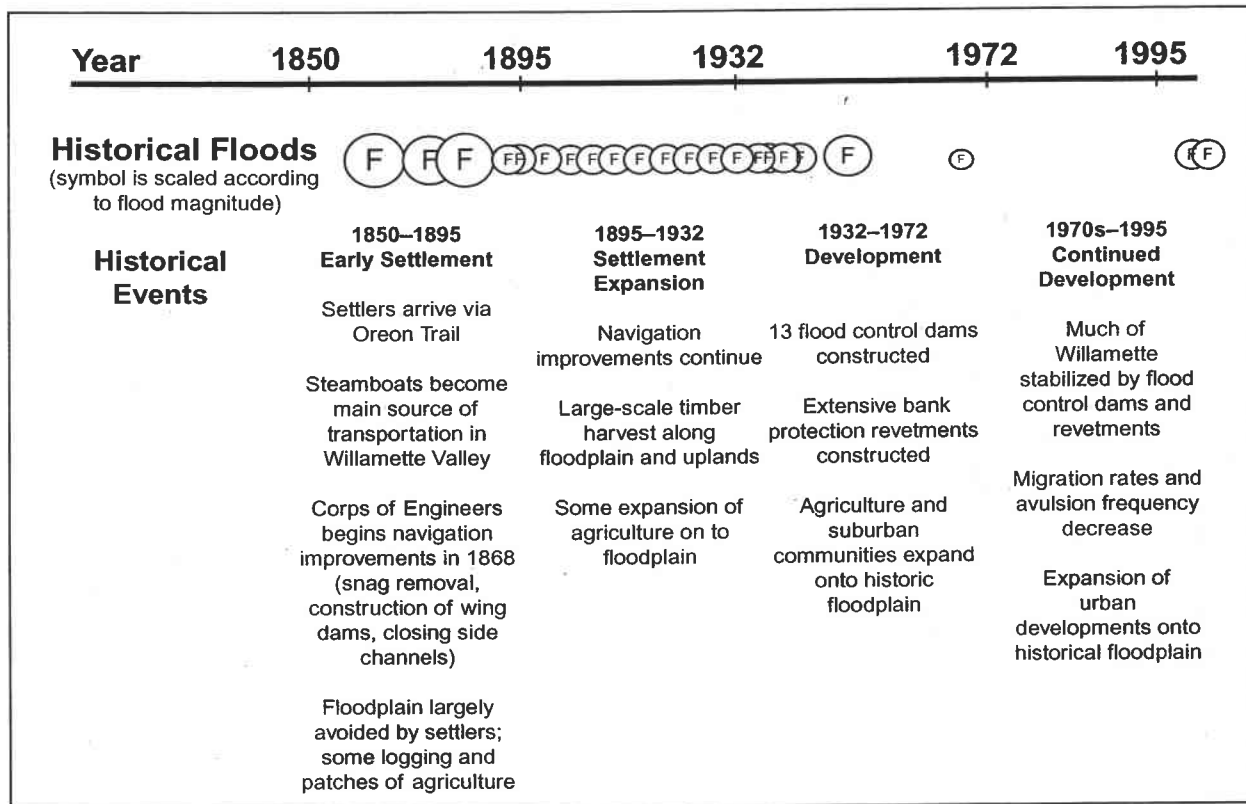 Year 1850 1895 1932 1972 1995
Historical Floods
(symbol is scaled according
to flood magnitude)
F F F F F F F F F F F F F F F F F F F F F F
Historical
Events
1850–1895
Early Settlement
Settlers arrive via
Oreon Trail
Steamboats become
main source of
transportation in
Willamette Valley
Corps of Engineers
begins navigation
improvements in 1868
(snag removal,
construction of wing
dams, closing side
channels)
Floodplain largely
avoided by settlers;
some logging and
patches of agriculture
1895–1932
Settlement
Expansion
Navigation
improvements continue
Large-scale timber
harvest along
floodplain and uplands
Some expansion of
agriculture on to
floodplain
1932–1972
Development
13 flood control dams
constructed
Extensive bank
protection revetments
constructed
Agriculture and
suburban
communities expand
onto historic
floodplain
1970s–1995
Continued
Development
Much of
Willamette
stabilized by flood
control dams and
revetments
Migration rates and
avulsion frequency
decrease
Expansion of
urban
developments onto
historical floodplain